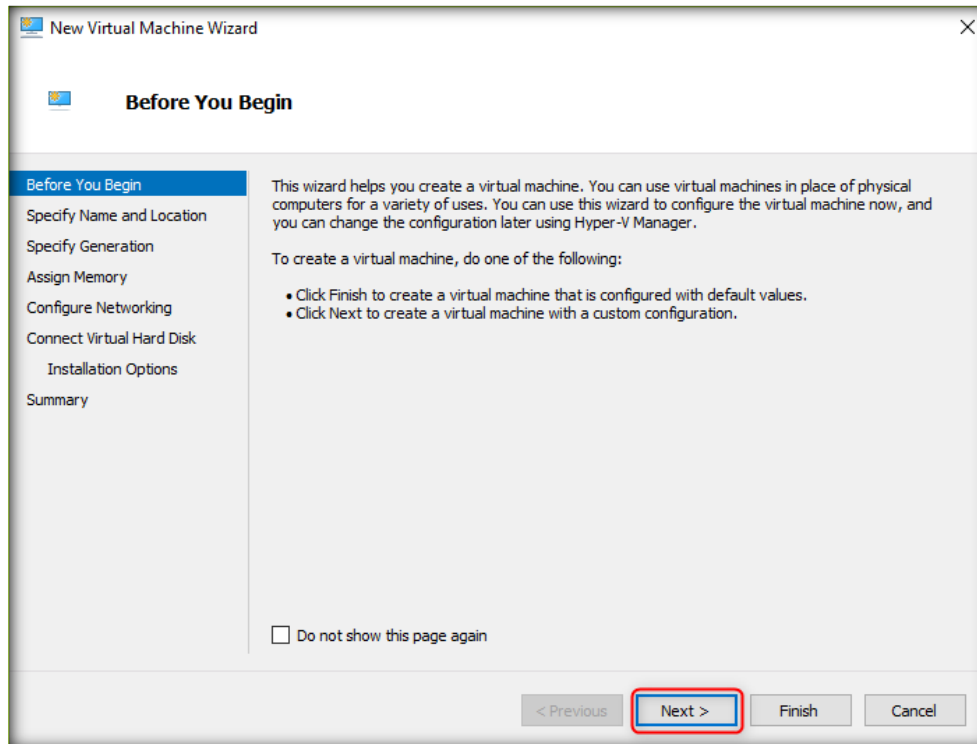 New Virtual Machine Wizard
Before You Begin
Before You Begin
Specify Name and Location
Specify Generation
Assign Memory
Configure Networking
Connect Virtual Hard Disk
Installation Options
Summary
This wizard helps you create a virtual machine. You can use virtual machines in place of physical
computers for a variety of uses. You can use this wizard to configure the virtual machine now, and
you can change the configuration later using Hyper-V Manager.
To create a virtual machine, do one of the following:
• Click Finish to create a virtual machine that is configured with default values.
• Click Next to create a virtual machine with a custom configuration.
Do not show this page again
< Previous
Next >
Finish
Cancel